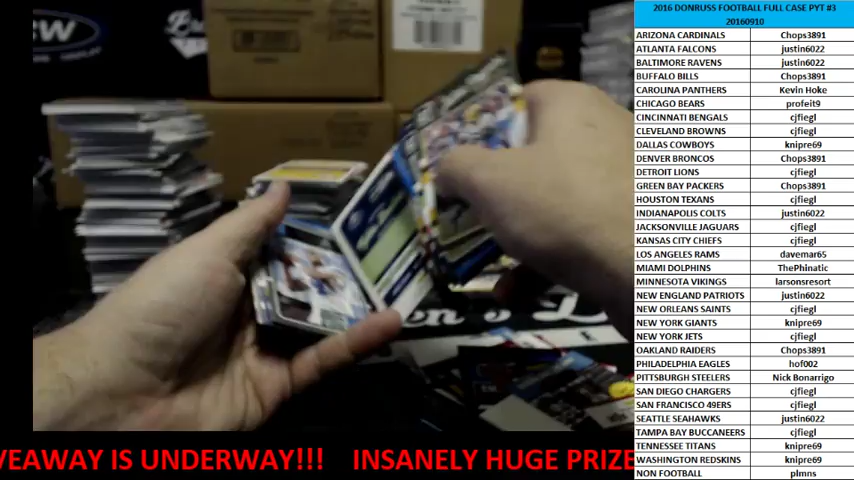 2016 DONRUSS FOOTBALL FULL CASE PYT #3
20160910
ARIZONA CARDINALS Chops3891
ATLANTA FALCONS justin6022
BALTIMORE RAVENS justin6022
BUFFALO BILLS Chops3891
CAROLINA PANTHERS Kevin Hoke
CHICAGO BEARS profeit9
CINCINNATI BENGALS cjfiegl
CLEVELAND BROWNS cjfiegl
DALLAS COWBOYS knipre69
DENVER BRONCOS Chops3891
DETROIT LIONS cjfiegl
GREEN BAY PACKERS Chops3891
HOUSTON TEXANS cjfiegl
INDIANAPOLIS COLTS justin6022
JACKSONVILLE JAGUARS cjfiegl
KANSAS CITY CHIEFS cjfiegl
LOS ANGELES RAMS davemar65
MIAMI DOLPHINS ThePhinatic
MINNESOTA VIKINGS larsonsresort
NEW ENGLAND PATRIOTS justin6022
NEW ORLEANS SAINTS cjfiegl
NEW YORK GIANTS knipre69
NEW YORK JETS cjfiegl
OAKLAND RAIDERS Chops3891
PHILADELPHIA EAGLES hof002
PITTSBURGH STEELERS Nick Bonarrigo
SAN DIEGO CHARGERS cjfiegl
SAN FRANCISCO 49ERS cjfiegl
SEATTLE SEAHAWKS justin6022
TAMPA BAY BUCCANEERS cjfiegl
TENNESSEE TITANS knipre69
WASHINGTON REDSKINS knipre69
NON FOOTBALL plmns
VEAWAY IS UNDERWAY!!! INSANELY HUGE PRIZE